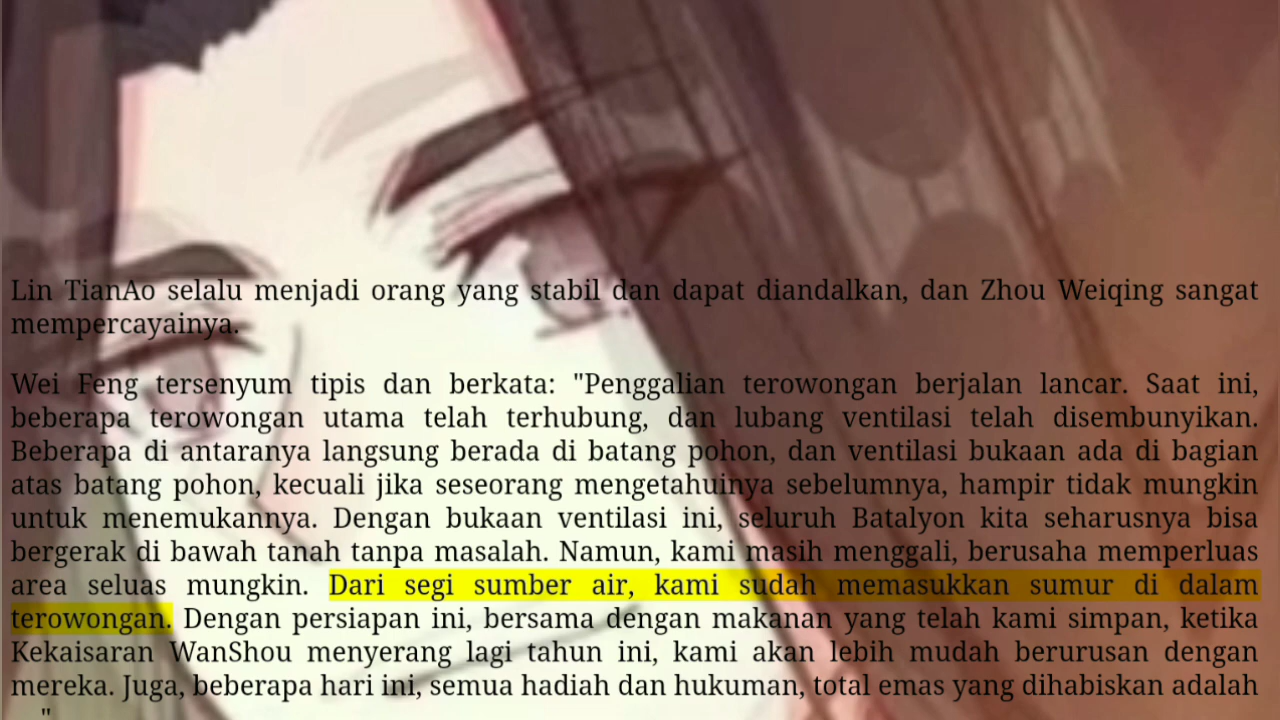 Lin TianAo selalu menjadi orang yang stabil dan dapat diandalkan, dan Zhou Weiqing sangat
mempercayainya.
Wei Feng tersenyum tipis dan berkata: "Penggalian terowongan berjalan lancar. Saat ini,
beberapa terowongan utama telah terhubung, dan lubang ventilasi telah disembunyikan.
Beberapa di antaranya langsung berada di batang pohon, dan ventilasi bukaan ada di bagian
atas batang pohon, kecuali jika seseorang mengetahuinya sebelumnya, hampir tidak mungkin
untuk menemukannya. Dengan bukaan ventilasi ini, seluruh Batalyon kita seharusnya bisa
bergerak di bawah tanah tanpa masalah. Namun, kami masih menggali, berusaha memperluas
area seluas mungkin. Dari segi sumber air, kami sudah memasukkan sumur di dalam
terowongan. Dengan persiapan ini, bersama dengan makanan yang telah kami simpan, ketika
Kekaisaran WanShou menyerang lagi tahun ini, kami akan lebih mudah berurusan dengan
mereka. Juga, beberapa hari ini, semua hadiah dan hukuman, total emas yang dihabiskan adalah
"